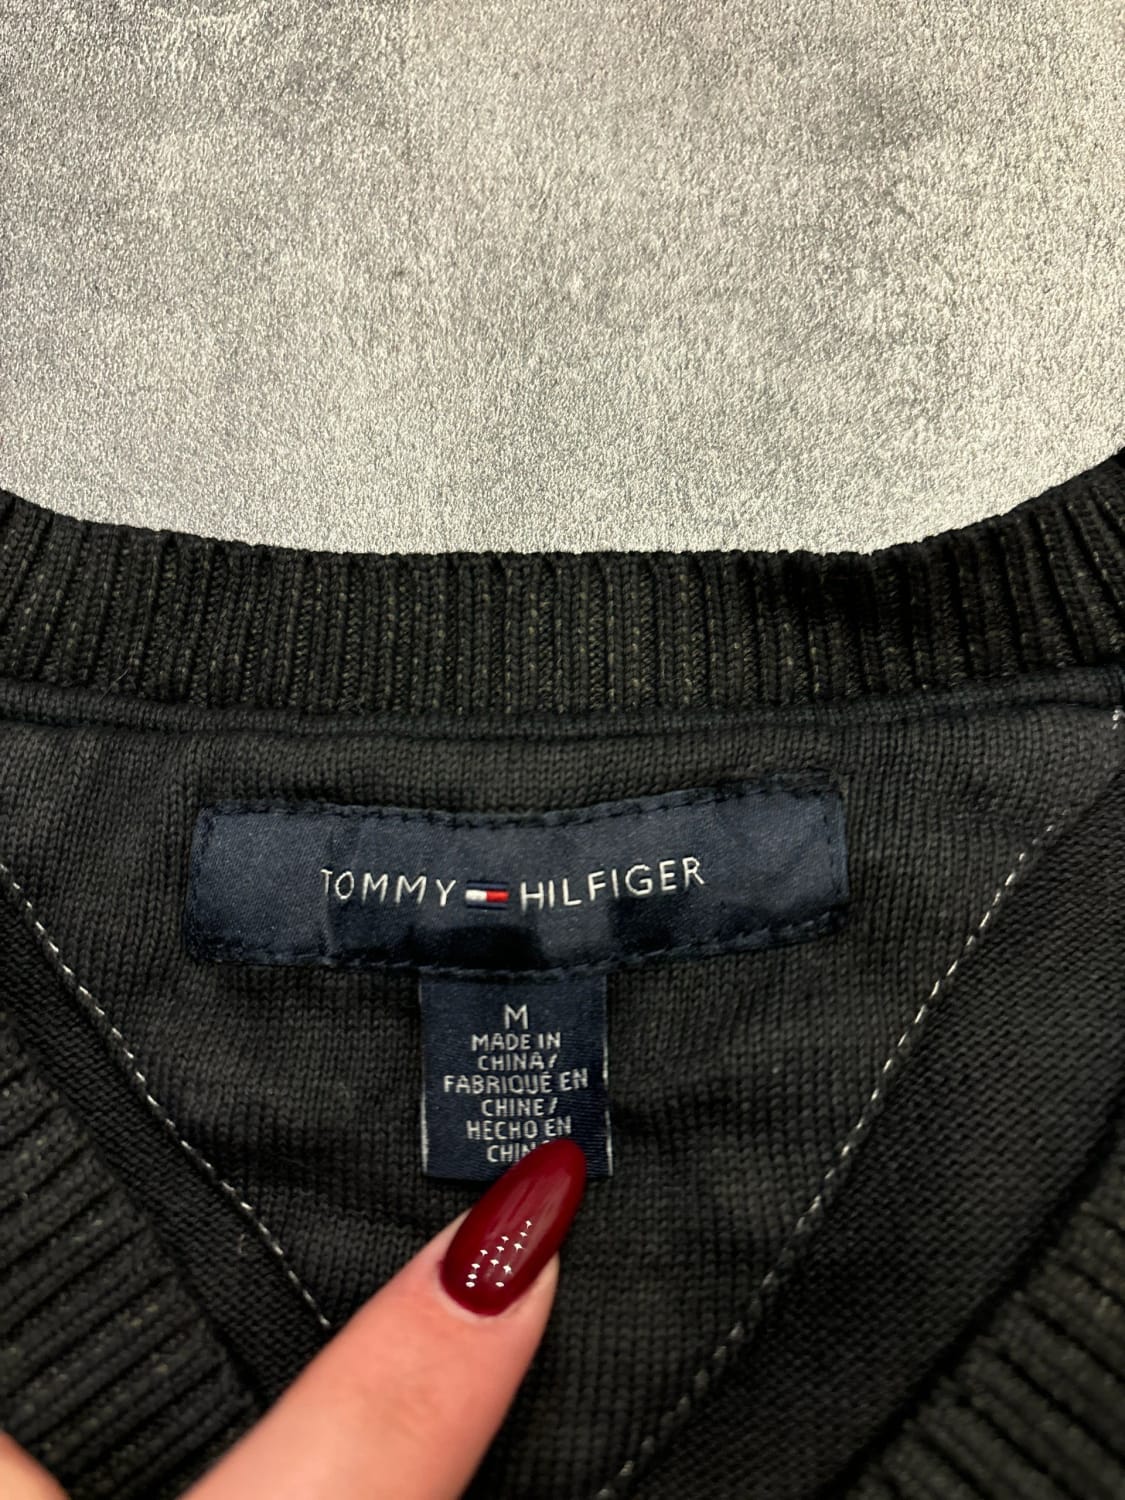 TOMMY HILFIGER
M
MADE IN
CHINA/
FABRIQUÉ EN
CHINE/
HECHO EN